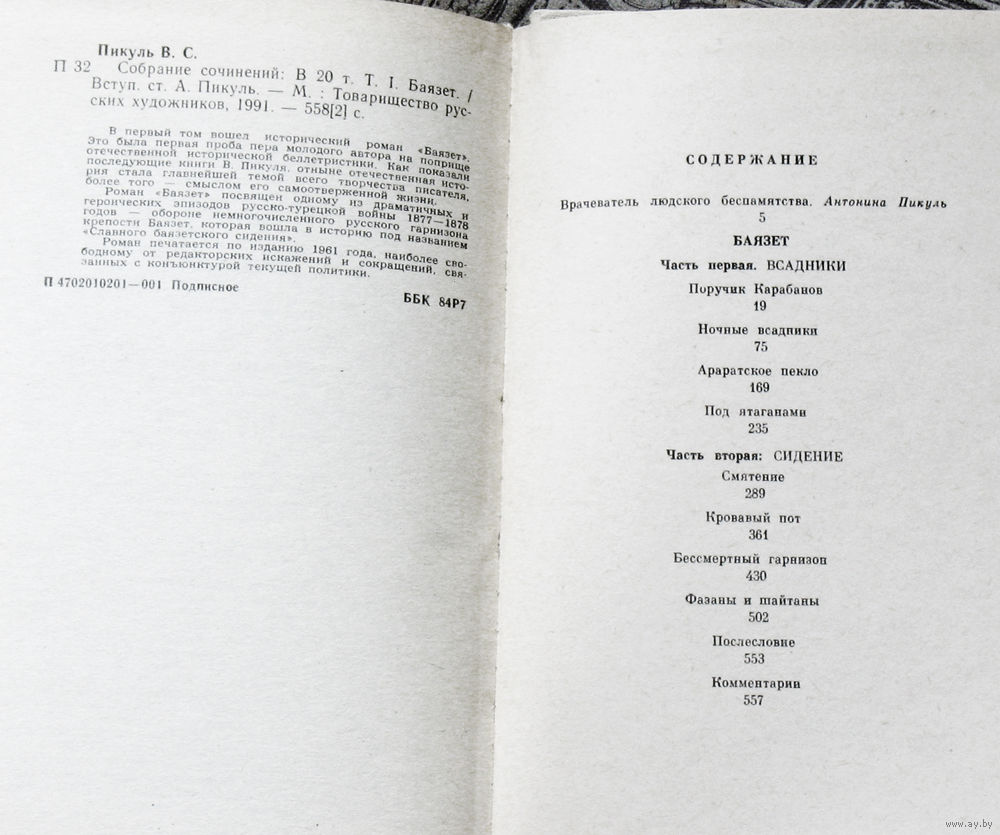 Пикуль В. С.
П 32 Собрание сочинений: В 20 т. Т. I. Баязет. /
Вступ. ст. А. Пикуль. — М. : Товарищество рус-
ских художников, 1991. — 558[2] с.
В первый том вошел исторический роман «Баязет».
Это была первая проба пера молодого автора на поприще
отечественной исторической беллетристики. Как показали
последующие книги В. Пикуля, отныне отечественная исто-
рия стала главнейшей темой всего творчества писателя,
более того — смыслом его самоотверженной жизни.
Роман «Баязет» посвящен одному из драматичных и
героических эпизодов русско-турецкой войны 1877—1878
годов — обороне немногочисленного русского гарнизона
крепости Баязет, которая вошла в историю под названием
«Славного баязетского сидения».
Роман печатается по изданию 1961 года, наиболее сво-
бодному от редакторских искажений и сокращений, свя-
занных с конъюнктурой текущей политики.
П 4702010201—001 Подписное
ББК 84Р7
СОДЕРЖАНИЕ
Врачеватель людского беспамятства. Антонина Пикуль
5
БАЯЗЕТ
Часть первая. ВСАДНИКИ
Поручик Карабанов
19
Ночные всадники
75
Араратское пекло
169
Под ятаганами
235
Часть вторая: СИДЕНИЕ
Смятение
289
Кровавый пот
361
Бессмертный гарнизон
430
Фазаны и шайтаны
502
Послесловие
553
Комментарии
557
www.ay.by